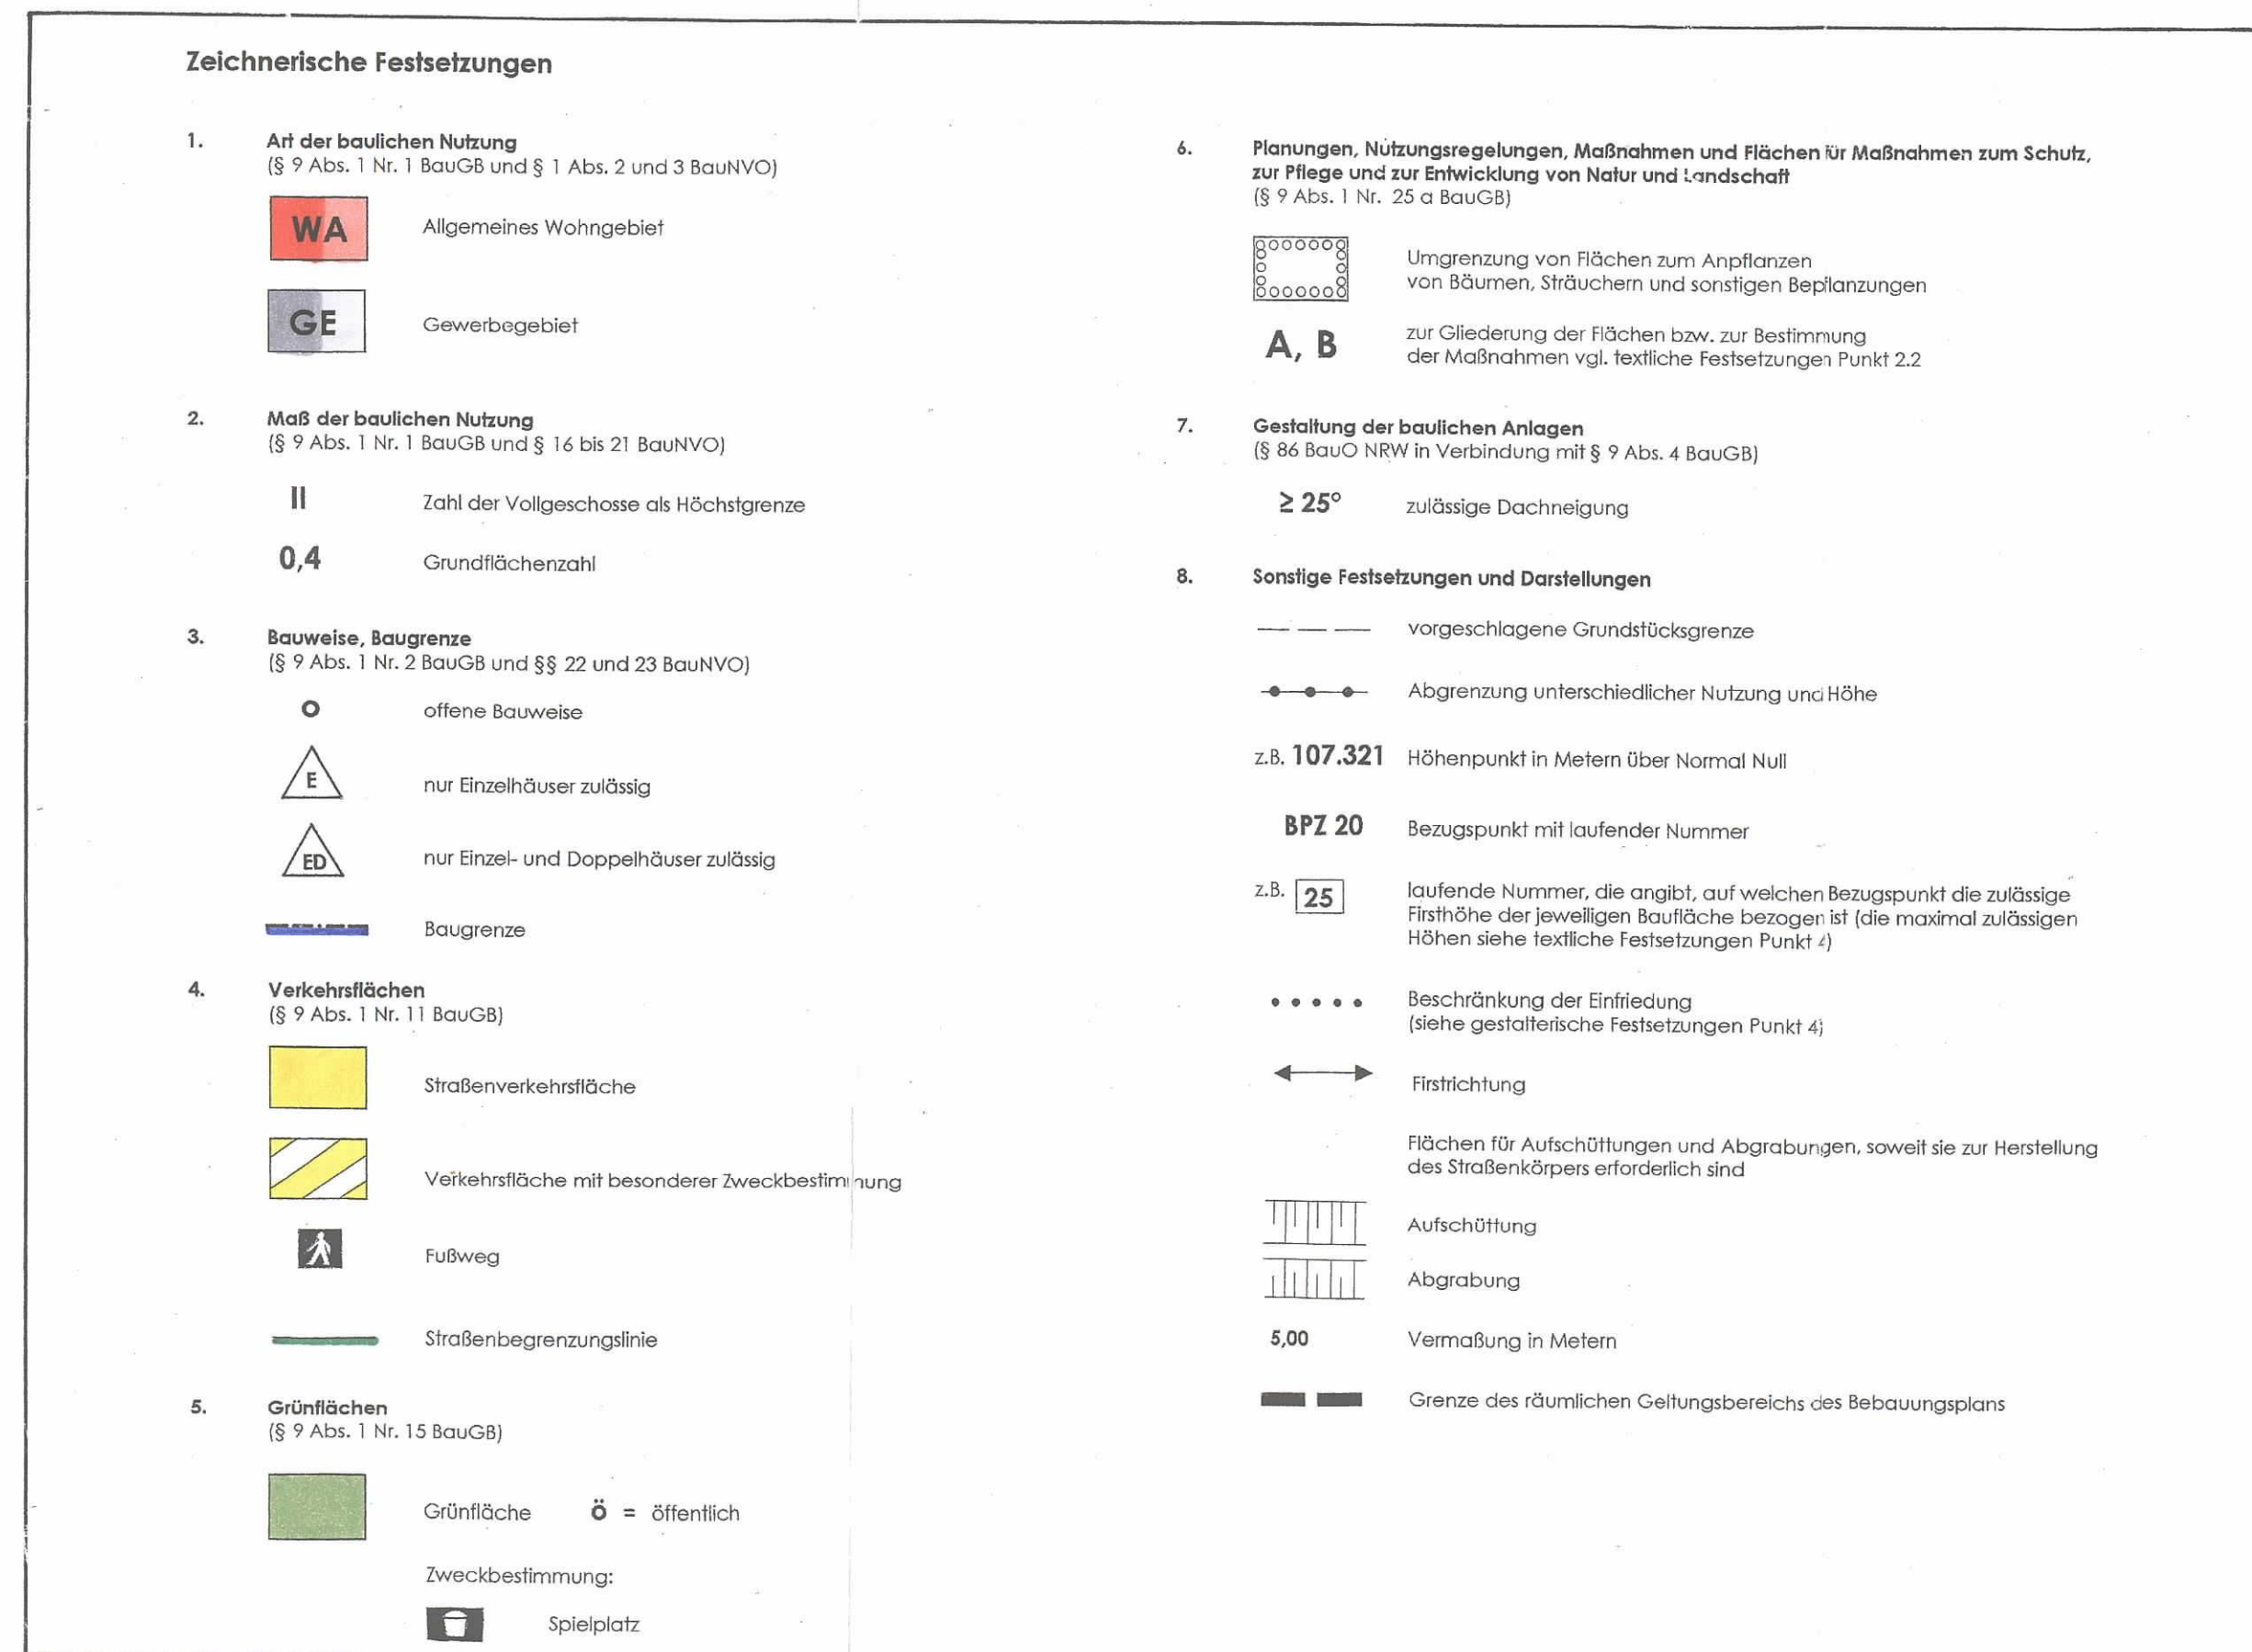 Zeichnerische Festsetzungen
1. Art der baulichen Nutzung
(§ 9 Abs. 1 Nr. 1 BauGB und § 1 Abs. 2 und 3 BauNVO)
WA Allgemeines Wohngebiet
GE Gewerbegebiet
2. Maß der baulichen Nutzung
(§ 9 Abs. 1 Nr. 1 BauGB und § 16 bis 21 BauNVO)
II Zahl der Vollgeschosse als Höchstgrenze
0,4 Grundflächenzahl
3. Bauweise, Baugrenze
(§ 9 Abs. 1 Nr. 2 BauGB und §§ 22 und 23 BauNVO)
o offene Bauweise
E nur Einzelhäuser zulässig
ED nur Einzel- und Doppelhäuser zulässig
Baugrenze
4. Verkehrsflächen
(§ 9 Abs. 1 Nr. 11 BauGB)
Straßenverkehrsfläche
Verkehrsfläche mit besonderer Zweckbestimmung
Fußweg
Straßenbegrenzungslinie
5. Grünflächen
(§ 9 Abs. 1 Nr. 15 BauGB)
Grünfläche Ö = öffentlich
Zweckbestimmung:
Spielplatz
6. Planungen, Nutzungsregelungen, Maßnahmen und Flächen für Maßnahmen zum Schutz,
zur Pflege und zur Entwicklung von Natur und Landschaft
(§ 9 Abs. 1 Nr. 25 a BauGB)
Umgrenzung von Flächen zum Anpflanzen
von Bäumen, Sträuchern und sonstigen Bepflanzungen
A, B zur Gliederung der Flächen bzw. zur Bestimmung
der Maßnahmen vgl. textliche Festsetzungen Punkt 2.2
7. Gestaltung der baulichen Anlagen
(§ 86 BauO NRW in Verbindung mit § 9 Abs. 4 BauGB)
≥ 25° zulässige Dachneigung
8. Sonstige Festsetzungen und Darstellungen
vorgeschlagene Grundstücksgrenze
Abgrenzung unterschiedlicher Nutzung und Höhe
z.B. 107.321 Höhenpunkt in Metern über Normal Null
BPZ 20 Bezugspunkt mit laufender Nummer
z.B. 25 laufende Nummer, die angibt, auf welchen Bezugspunkt die zulässige
Firsthöhe der jeweiligen Baufläche bezogen ist (die maximal zulässigen
Höhen siehe textliche Festsetzungen Punkt 4)
Beschränkung der Einfriedung
(siehe gestalterische Festsetzungen Punkt 4)
Firstrichtung
Flächen für Aufschüttungen und Abgrabungen, soweit sie zur Herstellung
des Straßenkörpers erforderlich sind
Aufschüttung
Abgrabung
5,00 Vermaßung in Metern
Grenze des räumlichen Geltungsbereichs des Bebauungsplans